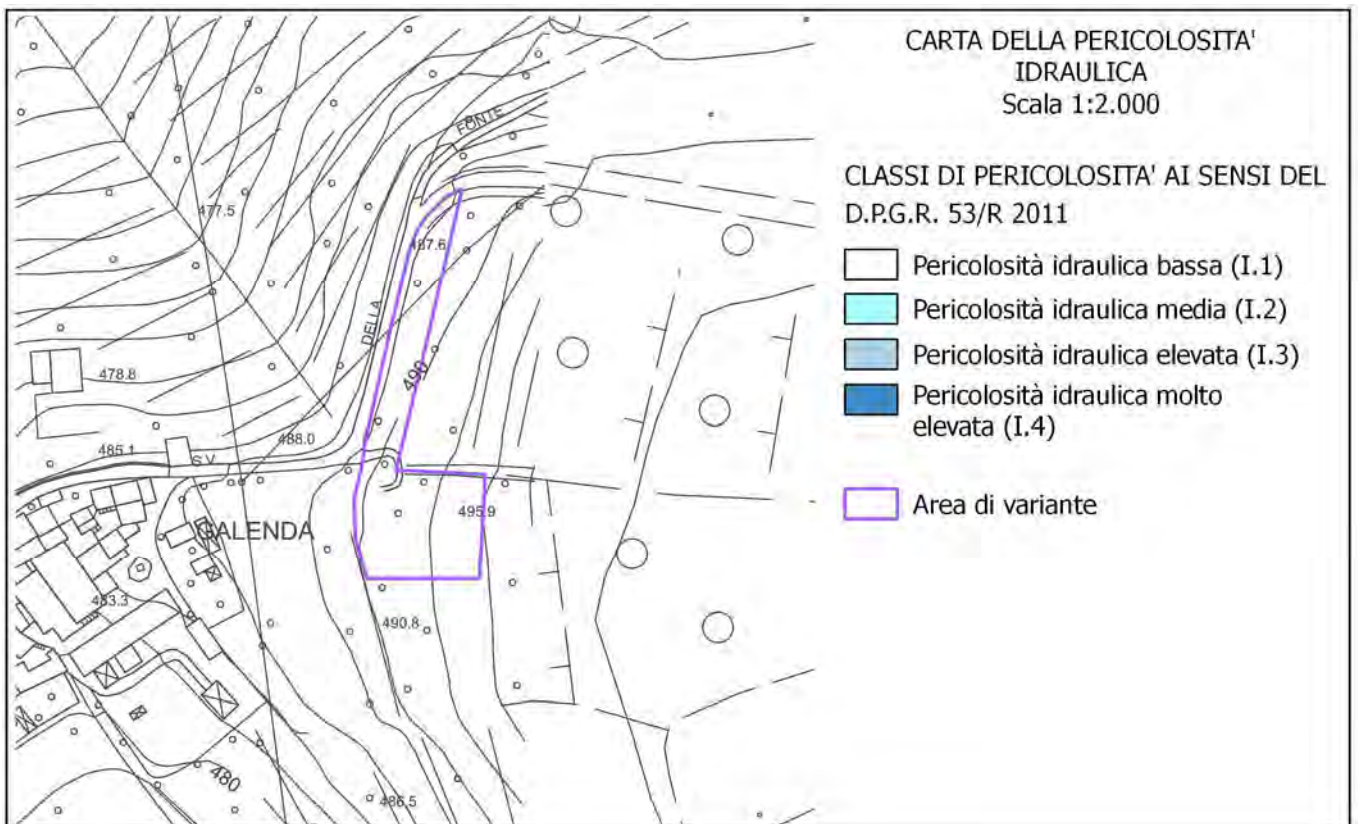 CARTA DELLA PERICOLOSITA'
IDRAULICA
Scala 1:2.000
CLASSI DI PERICOLOSITA' AI SENSI DEL
D.P.G.R. 53/R 2011
Pericolosità idraulica bassa (I.1)
Pericolosità idraulica media (I.2)
Pericolosità idraulica elevata (I.3)
Pericolosità idraulica molto
elevata (I.4)
Area di variante
FONTE
477.5
487.6
DELLA
490
478.8
488.0
485.1
S.V.
GALENDA
495.9
483.3
490.8
480
486.5